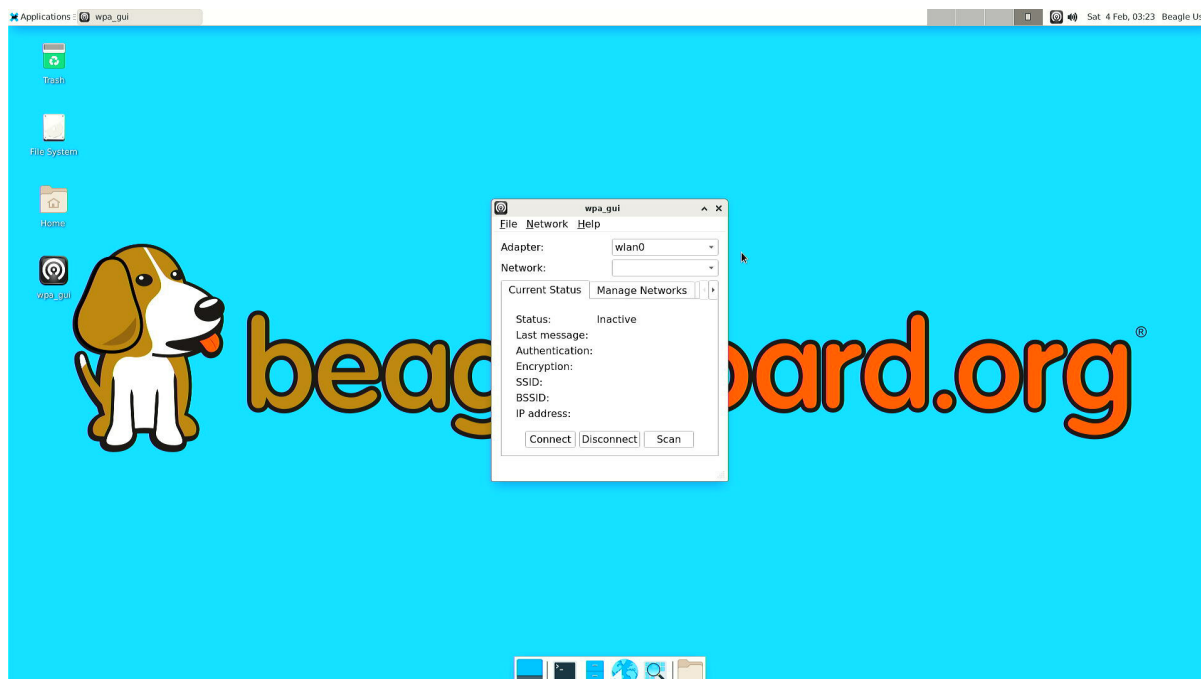 Applications
wpa_gui
Sat 4 Feb, 03:23
Beagle Us
Trash
File System
Home
wpa_gui
beag
oard.org®
wpa_gui
File Network Help
Adapter: wlan0
Network:
Current Status Manage Networks
Status: Inactive
Last message:
Authentication:
Encryption:
SSID:
BSSID:
IP address:
Connect Disconnect Scan